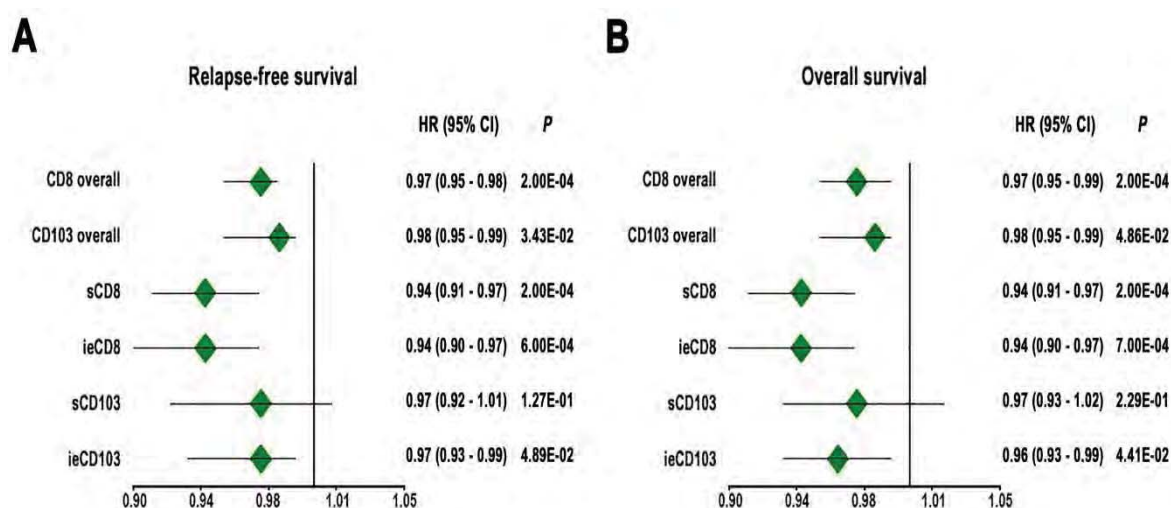 A
Relapse-free survival
HR (95% CI) P
CD8 overall 0.97 (0.95 - 0.98) 2.00E-04
CD103 overall 0.98 (0.95 - 0.99) 3.43E-02
sCD8 0.94 (0.91 - 0.97) 2.00E-04
ieCD8 0.94 (0.90 - 0.97) 6.00E-04
sCD103 0.97 (0.92 - 1.01) 1.27E-01
ieCD103 0.97 (0.93 - 0.99) 4.89E-02
0.90 0.94 0.98 1.01 1.05
B
Overall survival
HR (95% CI) P
CD8 overall 0.97 (0.95 - 0.99) 2.00E-04
CD103 overall 0.98 (0.95 - 0.99) 4.86E-02
sCD8 0.94 (0.91 - 0.97) 2.00E-04
ieCD8 0.94 (0.90 - 0.97) 7.00E-04
sCD103 0.97 (0.93 - 1.02) 2.29E-01
ieCD103 0.96 (0.93 - 0.99) 4.41E-02
0.90 0.94 0.98 1.01 1.05